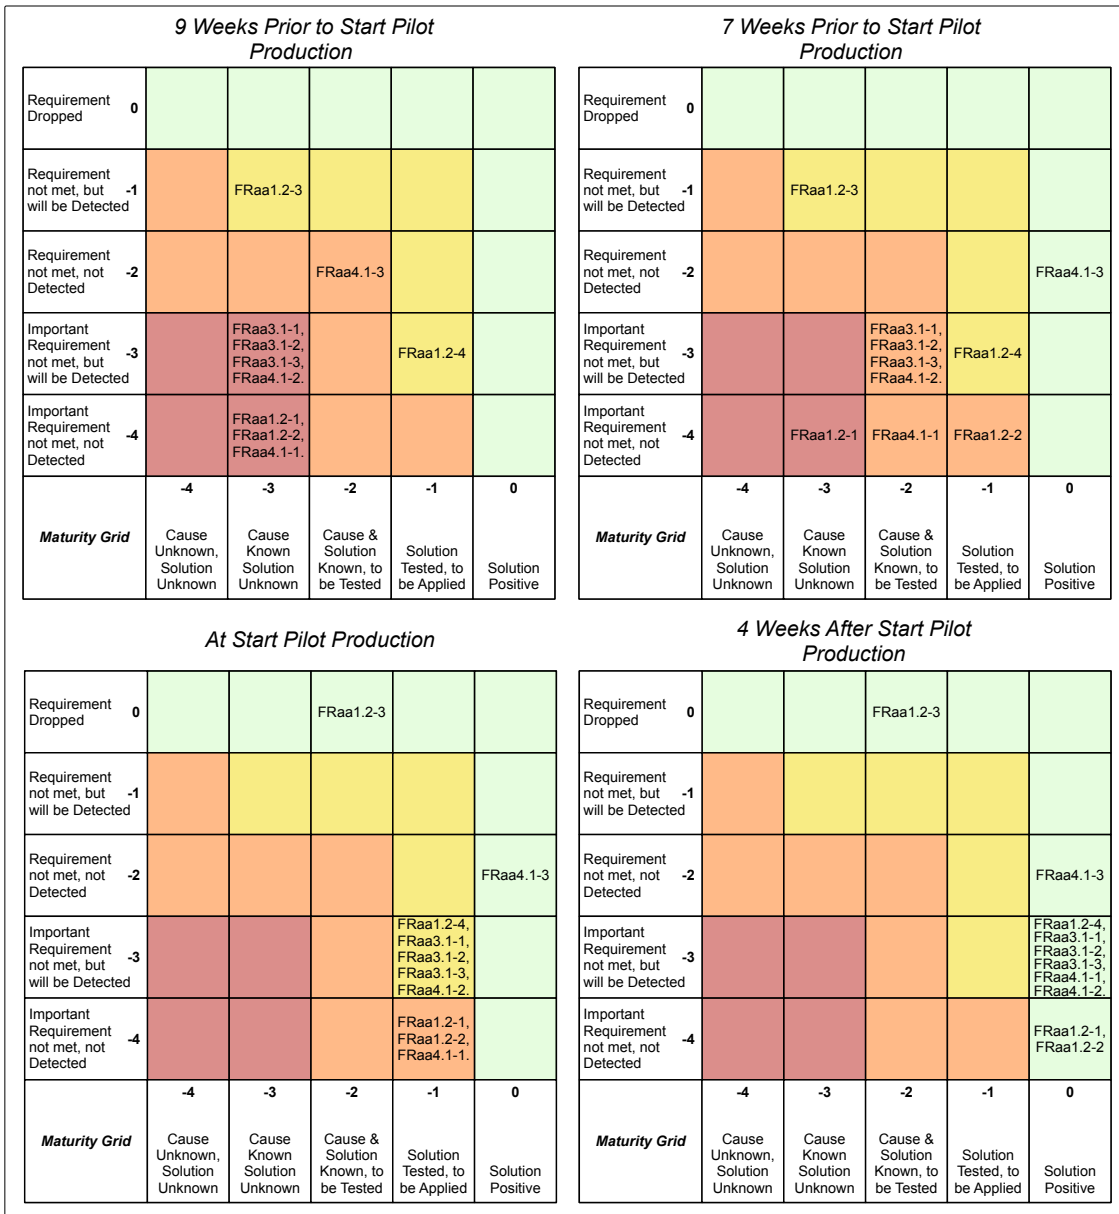 9 Weeks Prior to Start Pilot
Production
Requirement
Dropped
0
Requirement
not met, but
will be Detected
-1
FRaa1.2-3
Requirement
not met, not
Detected
-2
FRaa4.1-3
Important
Requirement
not met, but
will be Detected
-3
FRaa3.1-1,
FRaa3.1-2,
FRaa3.1-3,
FRaa4.1-2.
FRaa1.2-4
Important
Requirement
not met, not
Detected
-4
FRaa1.2-1,
FRaa1.2-2,
FRaa4.1-1.
-4 -3 -2 -1 0
Maturity Grid
Cause
Unknown,
Solution
Unknown
Cause
Known
Solution
Unknown
Cause &
Solution
Known, to
be Tested
Solution
Tested, to
be Applied
Solution
Positive
7 Weeks Prior to Start Pilot
Production
Requirement
Dropped
0
Requirement
not met, but
will be Detected
-1
FRaa1.2-3
Requirement
not met, not
Detected
-2
FRaa4.1-3
Important
Requirement
not met, but
will be Detected
-3
FRaa3.1-1,
FRaa3.1-2,
FRaa3.1-3,
FRaa4.1-2.
FRaa1.2-4
Important
Requirement
not met, not
Detected
-4
FRaa1.2-1
FRaa4.1-1
FRaa1.2-2
-4 -3 -2 -1 0
Maturity Grid
Cause
Unknown,
Solution
Unknown
Cause
Known
Solution
Unknown
Cause &
Solution
Known, to
be Tested
Solution
Tested, to
be Applied
Solution
Positive
At Start Pilot Production
Requirement
Dropped
0
FRaa1.2-3
Requirement
not met, but
will be Detected
-1
Requirement
not met, not
Detected
-2
FRaa4.1-3
Important
Requirement
not met, but
will be Detected
-3
FRaa1.2-4,
FRaa3.1-1,
FRaa3.1-2,
FRaa3.1-3,
FRaa4.1-2.
Important
Requirement
not met, not
Detected
-4
FRaa1.2-1,
FRaa1.2-2,
FRaa4.1-1.
-4 -3 -2 -1 0
Maturity Grid
Cause
Unknown,
Solution
Unknown
Cause
Known
Solution
Unknown
Cause &
Solution
Known, to
be Tested
Solution
Tested, to
be Applied
Solution
Positive
4 Weeks After Start Pilot
Production
Requirement
Dropped
0
FRaa1.2-3
Requirement
not met, but
will be Detected
-1
Requirement
not met, not
Detected
-2
FRaa4.1-3
Important
Requirement
not met, but
will be Detected
-3
FRaa1.2-4,
FRaa3.1-1,
FRaa3.1-2,
FRaa3.1-3,
FRaa4.1-1,
FRaa4.1-2.
Important
Requirement
not met, not
Detected
-4
FRaa1.2-1,
FRaa1.2-2
-4 -3 -2 -1 0
Maturity Grid
Cause
Unknown,
Solution
Unknown
Cause
Known
Solution
Unknown
Cause &
Solution
Known, to
be Tested
Solution
Tested, to
be Applied
Solution
Positive